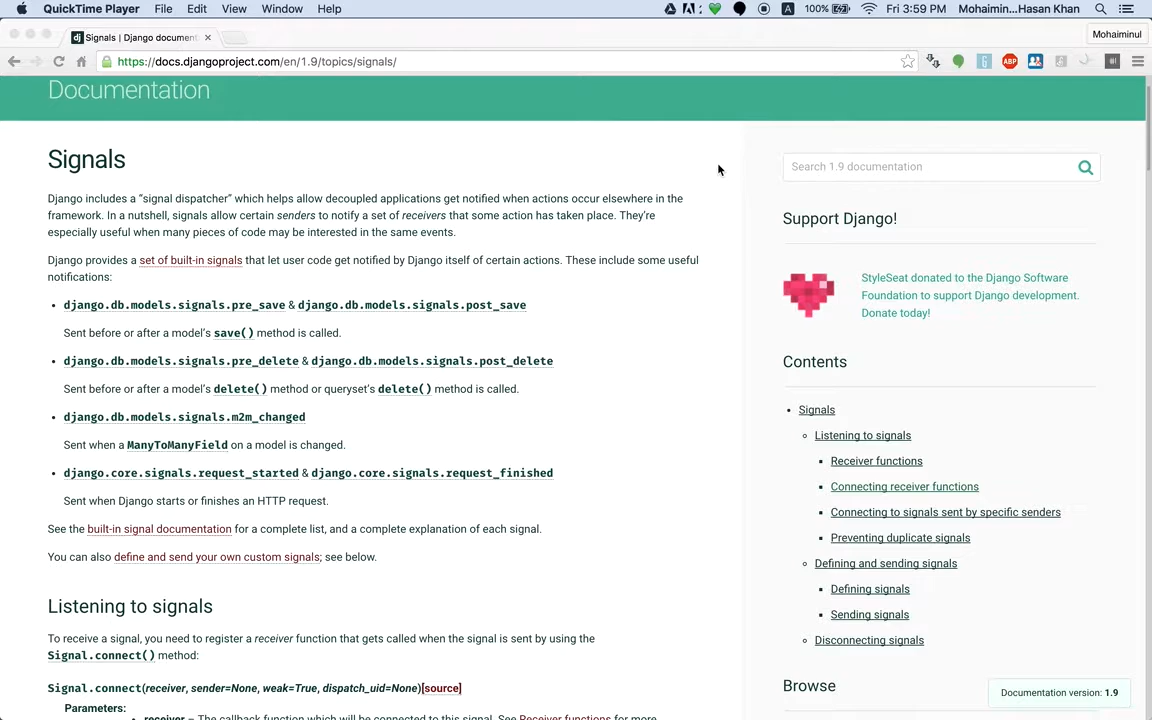 QuickTime Player File Edit View Window Help 100% Fri 3:59 PM Mohaimin...Hasan Khan
Signals | Django document
Mohaiminul
https://docs.djangoproject.com/en/1.9/topics/signals/
ABP
Documentation
Signals
Django includes a “signal dispatcher” which helps allow decoupled applications get notified when actions occur elsewhere in the
framework. In a nutshell, signals allow certain senders to notify a set of receivers that some action has taken place. They’re
especially useful when many pieces of code may be interested in the same events.
Django provides a set of built-in signals that let user code get notified by Django itself of certain actions. These include some useful
notifications:
• django.db.models.signals.pre_save & django.db.models.signals.post_save
Sent before or after a model’s save() method is called.
• django.db.models.signals.pre_delete & django.db.models.signals.post_delete
Sent before or after a model’s delete() method or queryset’s delete() method is called.
• django.db.models.signals.m2m_changed
Sent when a ManyToManyField on a model is changed.
• django.core.signals.request_started & django.core.signals.request_finished
Sent when Django starts or finishes an HTTP request.
See the built-in signal documentation for a complete list, and a complete explanation of each signal.
You can also define and send your own custom signals; see below.
Listening to signals
To receive a signal, you need to register a receiver function that gets called when the signal is sent by using the
Signal.connect() method:
Signal.connect(receiver, sender=None, weak=True, dispatch_uid=None)[source]
Parameters:
• receiver – The callback function which will be connected to this signal. See Receiver functions for more
Search 1.9 documentation
Support Django!
StyleSeat donated to the Django Software
Foundation to support Django development.
Donate today!
Contents
Signals
Listening to signals
Receiver functions
Connecting receiver functions
Connecting to signals sent by specific senders
Preventing duplicate signals
Defining and sending signals
Defining signals
Sending signals
Disconnecting signals
Browse
Documentation version: 1.9